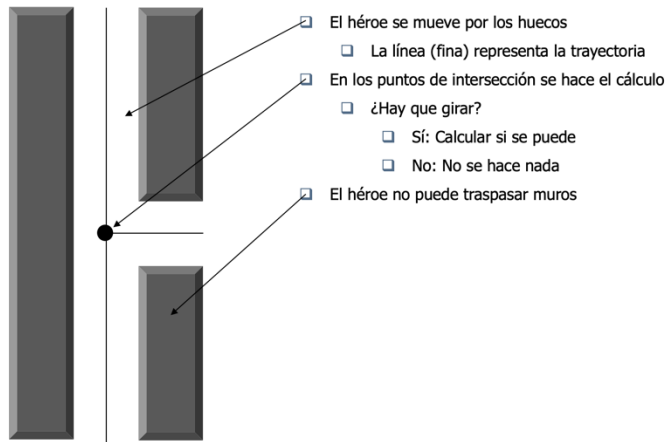 El héroe se mueve por los huecos
La línea (fina) representa la trayectoria
En los puntos de intersección se hace el cálculo
¿Hay que girar?
Sí: Calcular si se puede
No: No se hace nada
El héroe no puede traspasar muros